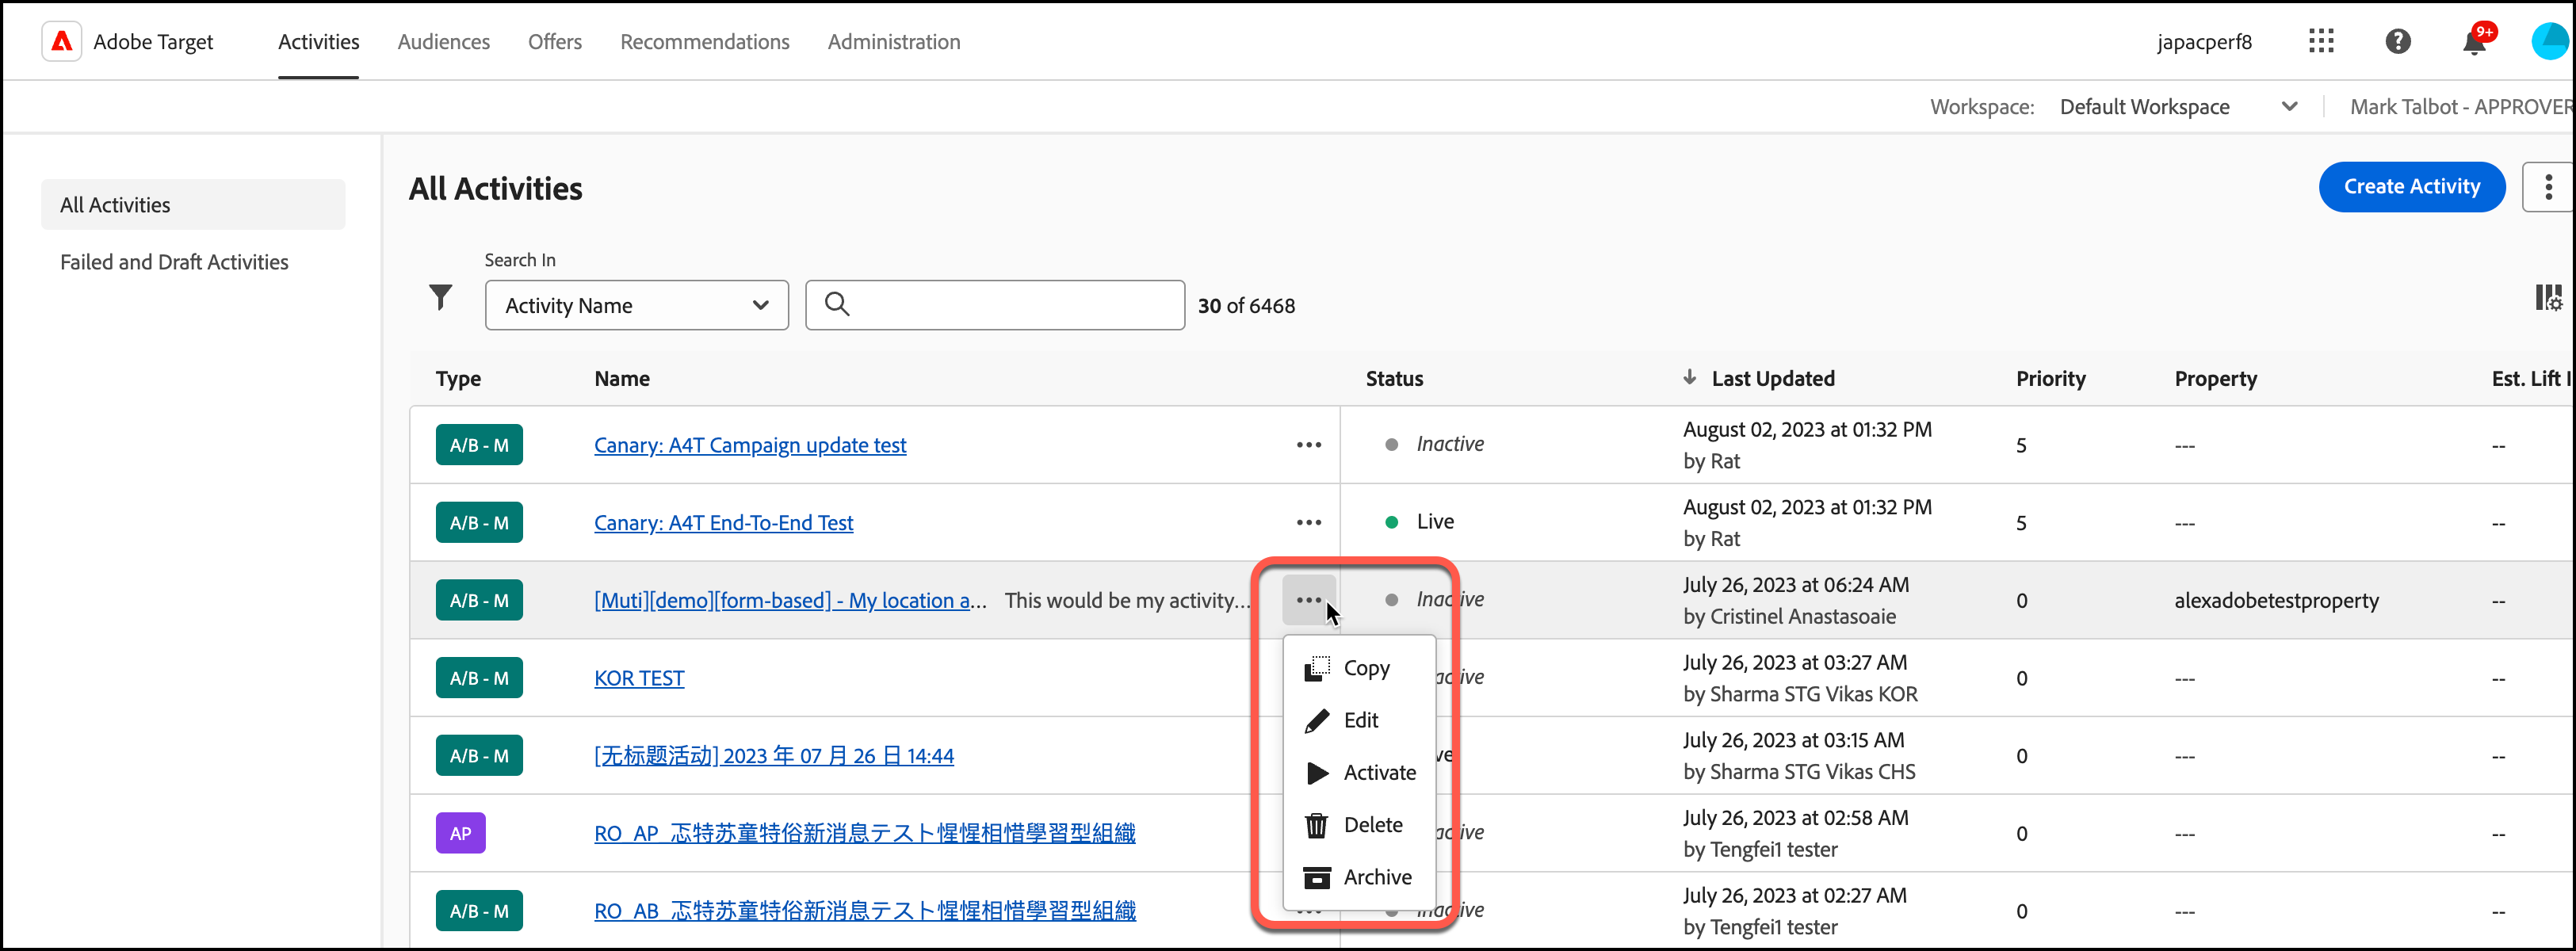 Adobe Target Activities Audiences Offers Recommendations Administration japacperf8 9+
Workspace: Default Workspace Mark Talbot - APPROVER
All Activities
Failed and Draft Activities
All Activities
Create Activity
Search In
Activity Name
30 of 6468
Type Name Status Last Updated Priority Property Est. Lift
A/B - M Canary: A4T Campaign update test Inactive August 02, 2023 at 01:32 PM 5 --- --
by Rat
A/B - M Canary: A4T End-To-End Test Live August 02, 2023 at 01:32 PM 5 --- --
by Rat
A/B - M [Muti][demo][form-based] - My location a... This would be my activity... Inactive July 26, 2023 at 06:24 AM 0 alexadobetestproperty --
by Cristinel Anastasoaie
A/B - M KOR TEST July 26, 2023 at 03:27 AM 0 --- --
by Sharma STG Vikas KOR
A/B - M [无标题活动] 2023 年 07 月 26 日 14:44 July 26, 2023 at 03:15 AM 0 --- --
by Sharma STG Vikas CHS
AP RO_AP_忑特苏童特俗新消息テスト惺惺相惜學習型組織 July 26, 2023 at 02:58 AM 0 --- --
by Tengfei1 tester
A/B - M RO_AB_忑特苏童特俗新消息テスト惺惺相惜學習型組織 Inactive July 26, 2023 at 02:27 AM 0 --- --
by Tengfei1 tester
Copy
Edit
Activate
Delete
Archive